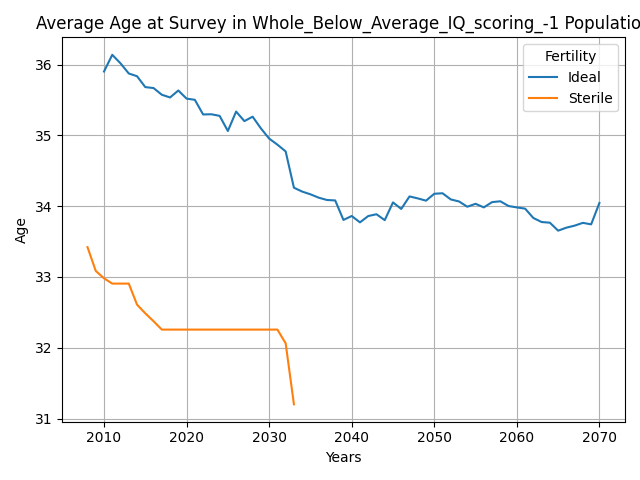 Average Age at Survey in Whole_Below_Average_IQ_scoring_-1 Populatio
Fertility
Ideal
Sterile
Age
36
35
34
33
32
31
2010 2020 2030 2040 2050 2060 2070
Years